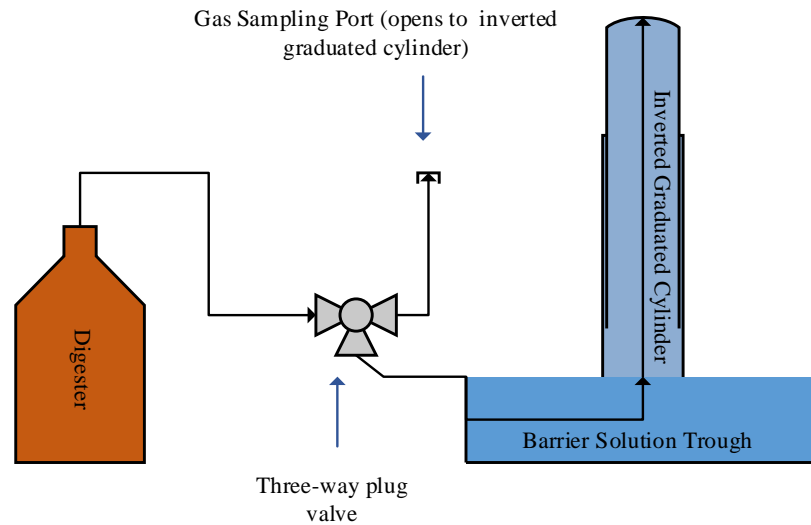 Gas Sampling Port (opens to inverted
graduated cylinder)
Inverted Graduated Cylinder
Digester
Barrier Solution Trough
Three-way plug
valve